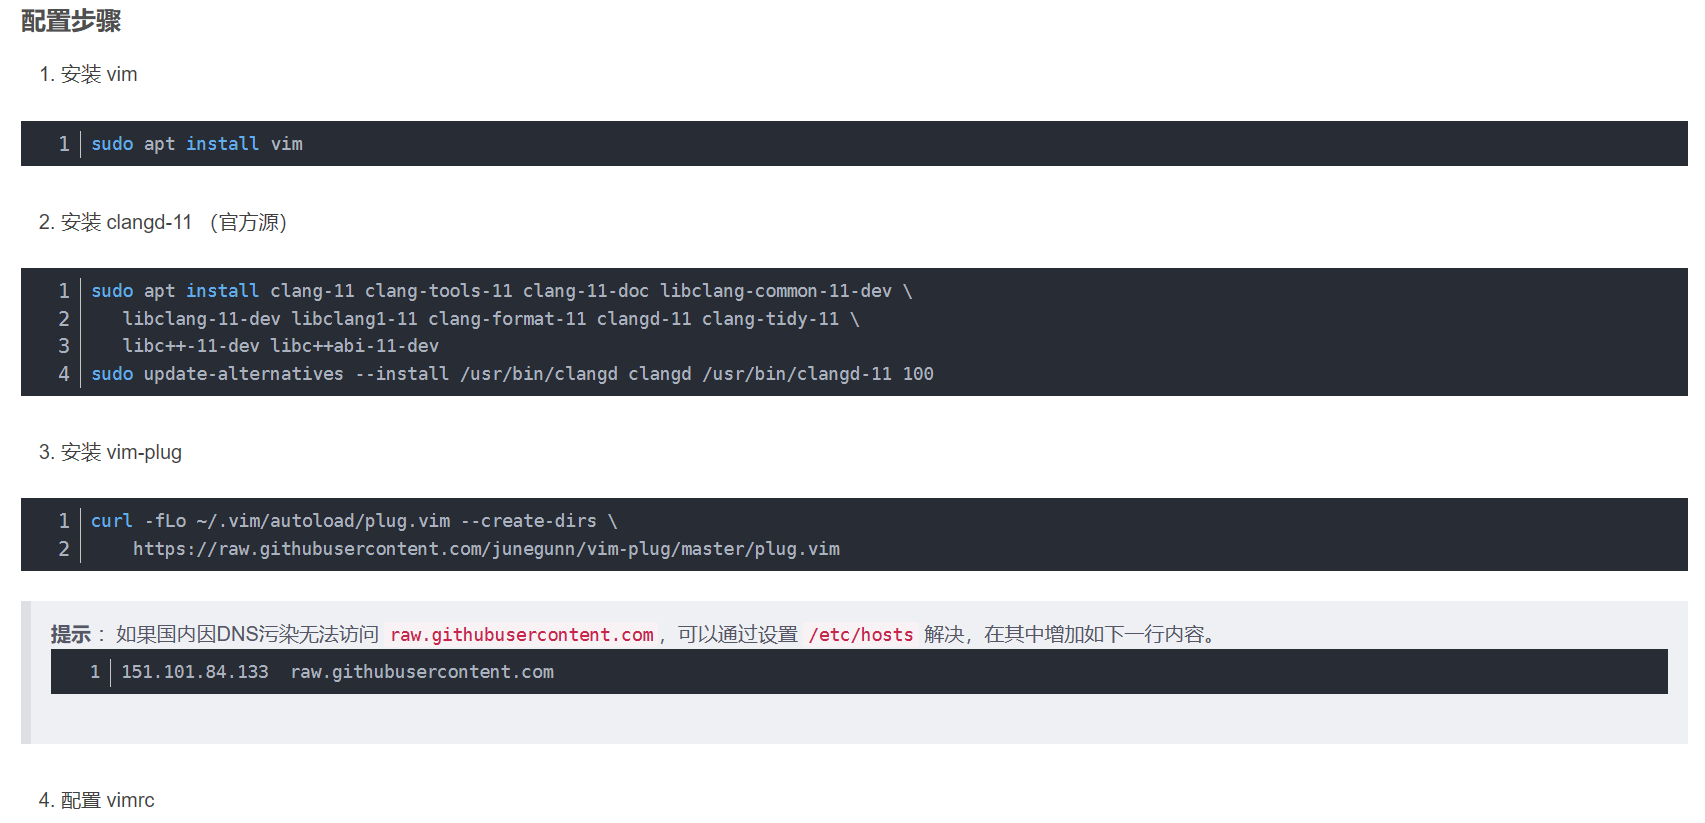 配置步骤
1. 安装 vim
1 sudo apt install vim
2. 安装 clangd-11 （官方源）
1 sudo apt install clang-11 clang-tools-11 clang-11-doc libclang-common-11-dev \
2    libclang-11-dev libclang1-11 clang-format-11 clangd-11 clang-tidy-11 \
3    libc++-11-dev libc++abi-11-dev
4 sudo update-alternatives --install /usr/bin/clangd clangd /usr/bin/clangd-11 100
3. 安装 vim-plug
1 curl -fLo ~/.vim/autoload/plug.vim --create-dirs \
2     https://raw.githubusercontent.com/junegunn/vim-plug/master/plug.vim
提示： 如果国内因DNS污染无法访问 raw.githubusercontent.com，可以通过设置 /etc/hosts 解决，在其中增加如下一行内容。
1 151.101.84.133  raw.githubusercontent.com
4. 配置 vimrc